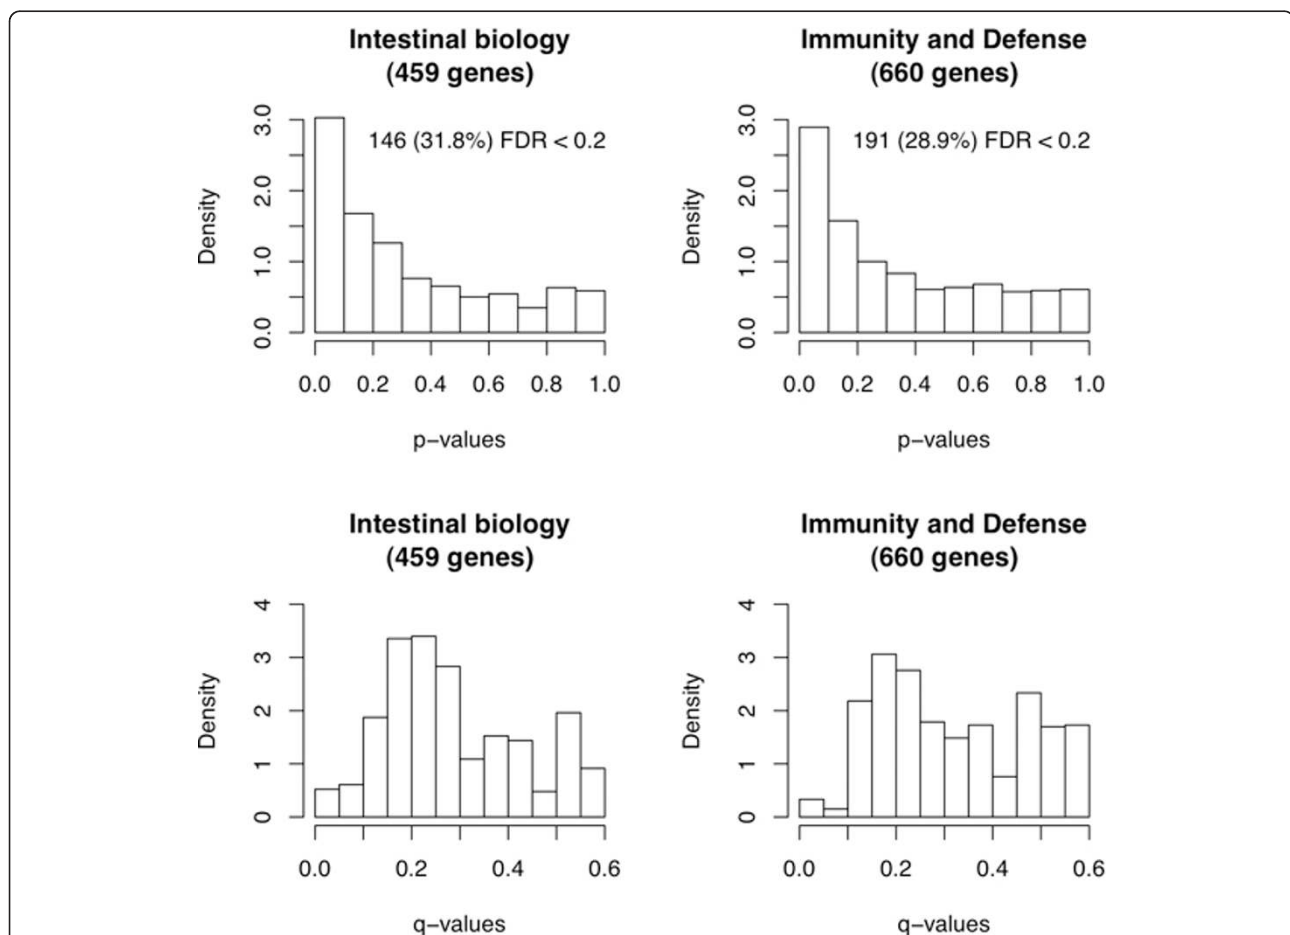 Intestinal biology
(459 genes)
Immunity and Defense
(660 genes)
146 (31.8%) FDR < 0.2
191 (28.9%) FDR < 0.2
Density
0.0 1.0 2.0 3.0
Density
0.0 1.0 2.0 3.0
0.0 0.2 0.4 0.6 0.8 1.0
0.0 0.2 0.4 0.6 0.8 1.0
p-values
p-values
Intestinal biology
(459 genes)
Immunity and Defense
(660 genes)
Density
0 1 2 3 4
Density
0 1 2 3 4
0.0 0.2 0.4 0.6
0.0 0.2 0.4 0.6
q-values
q-values